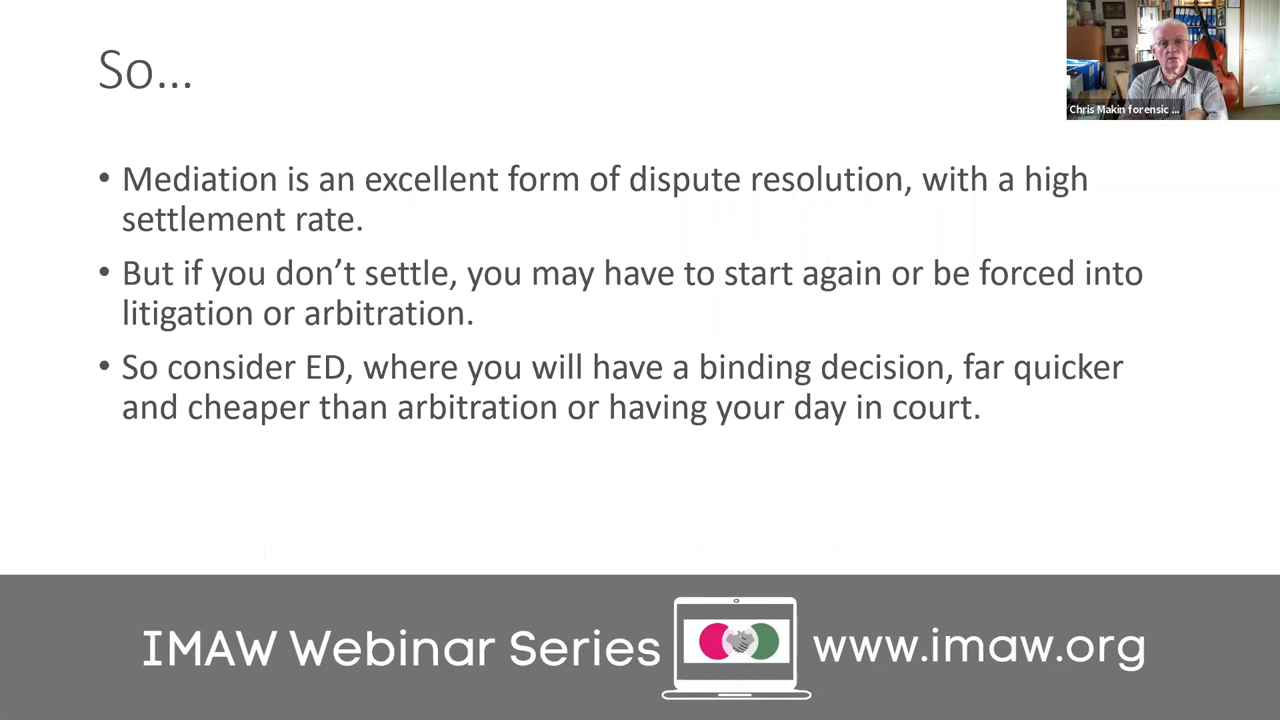 So...
Chris Makin forensic ...
• Mediation is an excellent form of dispute resolution, with a high
settlement rate.
• But if you don’t settle, you may have to start again or be forced into
litigation or arbitration.
• So consider ED, where you will have a binding decision, far quicker
and cheaper than arbitration or having your day in court.
IMAW Webinar Series
www.imaw.org